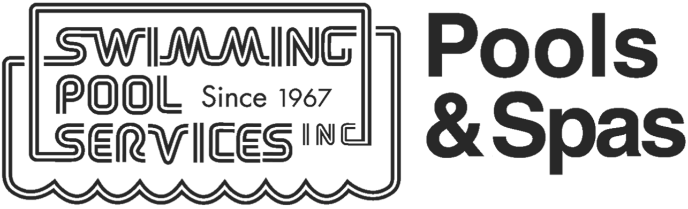 SWIMMING
POOL Since 1967
SERVICES INC
Pools
& Spas